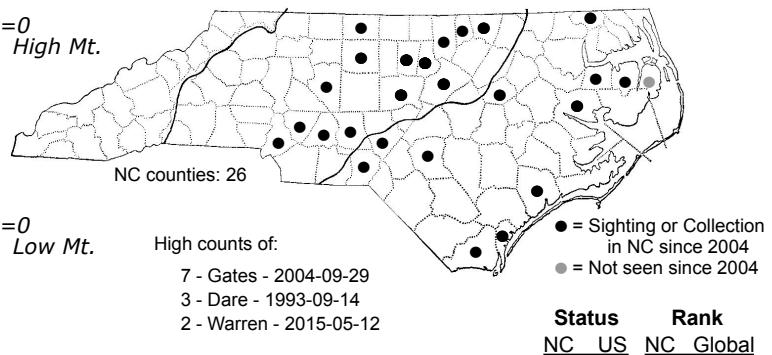 =0
High Mt.
NC counties: 26
=0
Low Mt.
High counts of:
7 - Gates - 2004-09-29
3 - Dare - 1993-09-14
2 - Warren - 2015-05-12
● = Sighting or Collection
in NC since 2004
● = Not seen since 2004
Status Rank
NC US NC Global